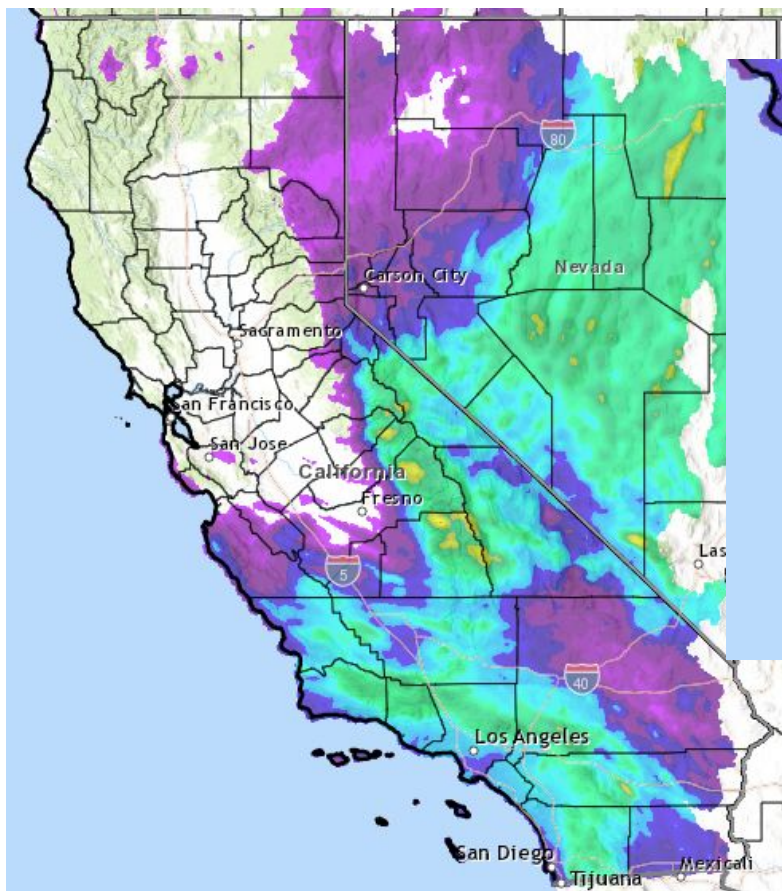 80
Nevada
Carson City
Sacramento
San Francisco
San Jose
California
Fresno
Las
5
40
Los Angeles
San Diego
Mexicali
Tijuana